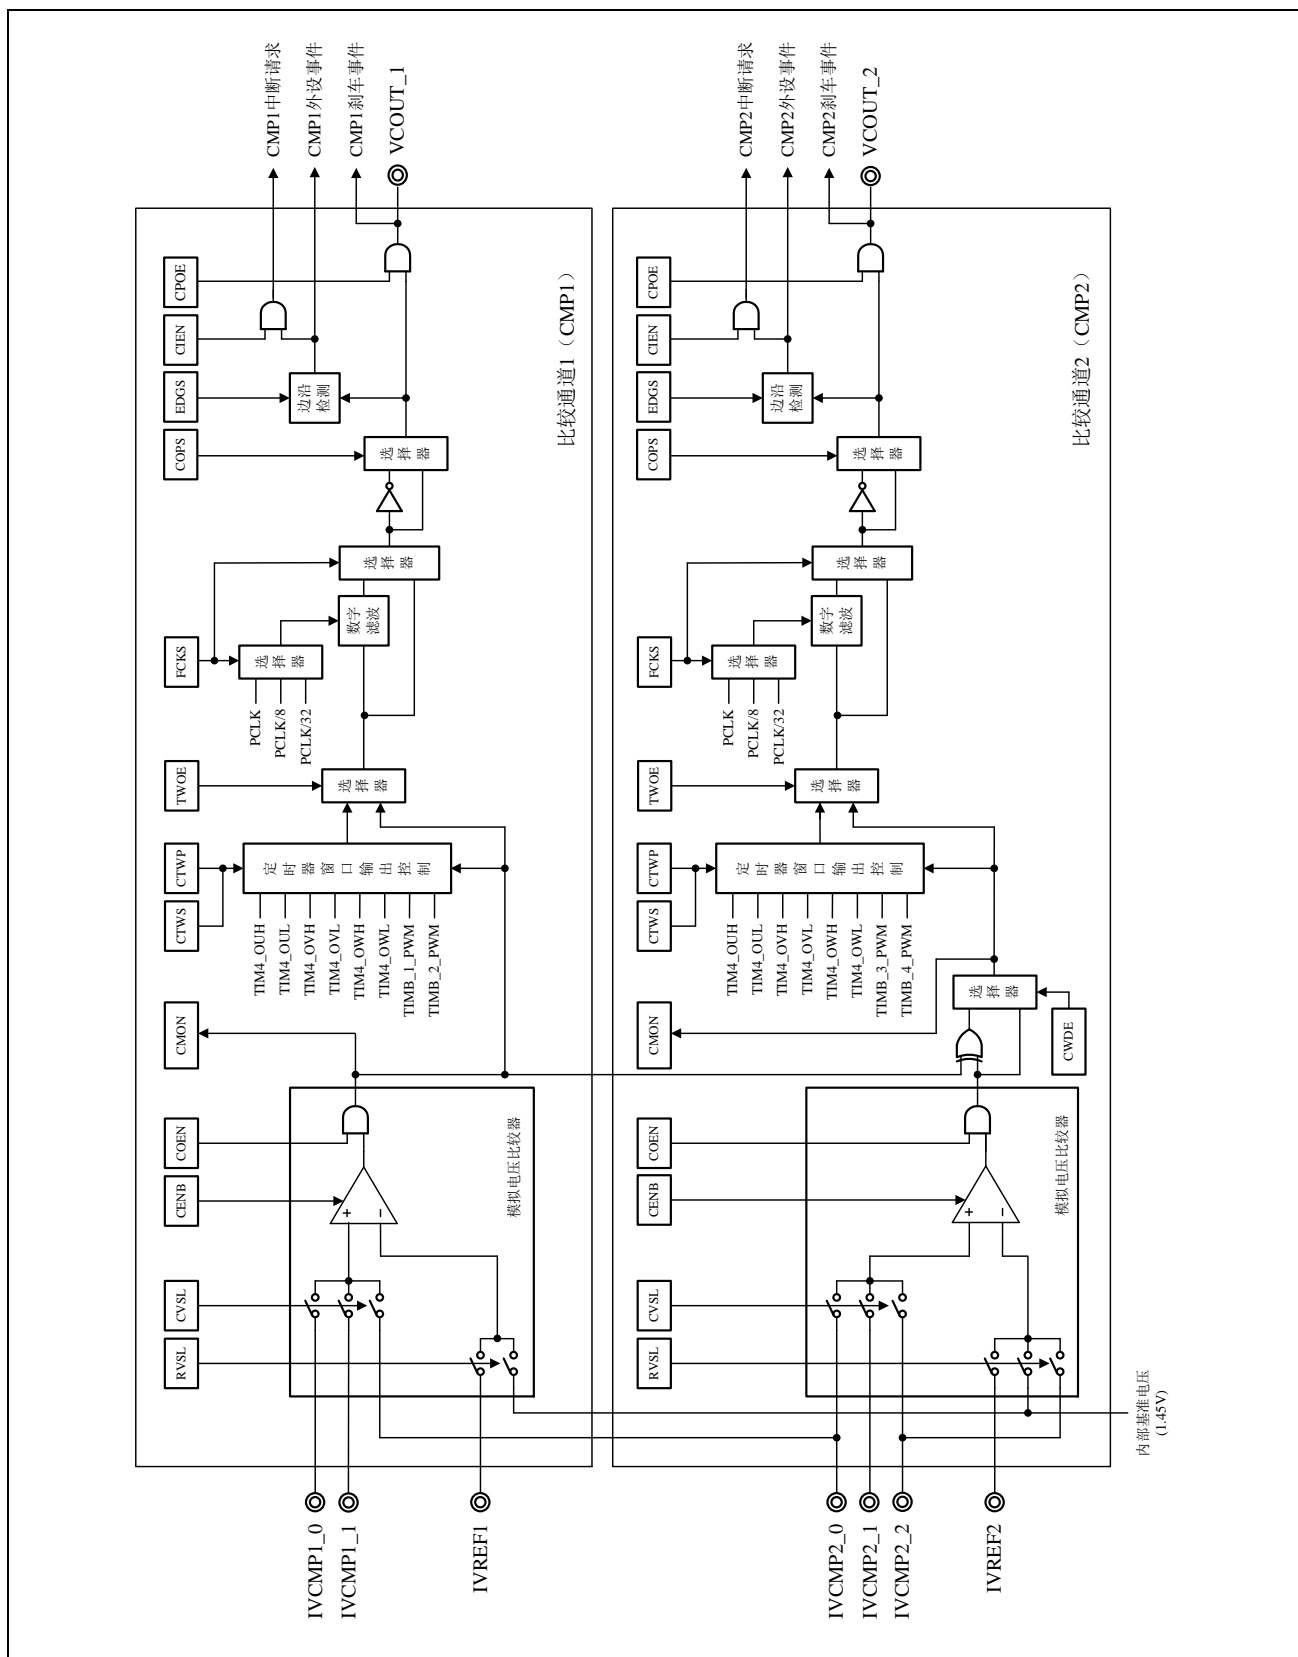 CMP1中断请求
CMP1外设事件
CMP1刹车事件
VCOUT_1
CPOE
CIEN
EDGS
COPS
边沿
检测
选择器
选择器
数字
滤波
FCKS
选择器
PCLK
PCLK/8
PCLK/32
TWOE
选择器
CTWP
CTWS
定时器窗口输出控制
TIM4_OUH
TIM4_OUL
TIM4_OVH
TIM4_OVL
TIM4_OWH
TIM4_OWL
TIMB_1_PWM
TIMB_2_PWM
CMON
COEN
CENB
CVSL
RVSL
+
−
模拟电压比较器
比较通道1（CMP1）
IVCMP1_0
IVCMP1_1
IVREF1
CMP2中断请求
CMP2外设事件
CMP2刹车事件
VCOUT_2
CPOE
CIEN
EDGS
COPS
边沿
检测
选择器
选择器
数字
滤波
FCKS
选择器
PCLK
PCLK/8
PCLK/32
TWOE
选择器
CTWP
CTWS
定时器窗口输出控制
TIM4_OUH
TIM4_OUL
TIM4_OVH
TIM4_OVL
TIM4_OWH
TIM4_OWL
TIMB_3_PWM
TIMB_4_PWM
CMON
选择器
CWDE
COEN
CENB
CVSL
RVSL
+
−
模拟电压比较器
比较通道2（CMP2）
IVCMP2_0
IVCMP2_1
IVCMP2_2
IVREF2
内部基准电压
(1.45V)